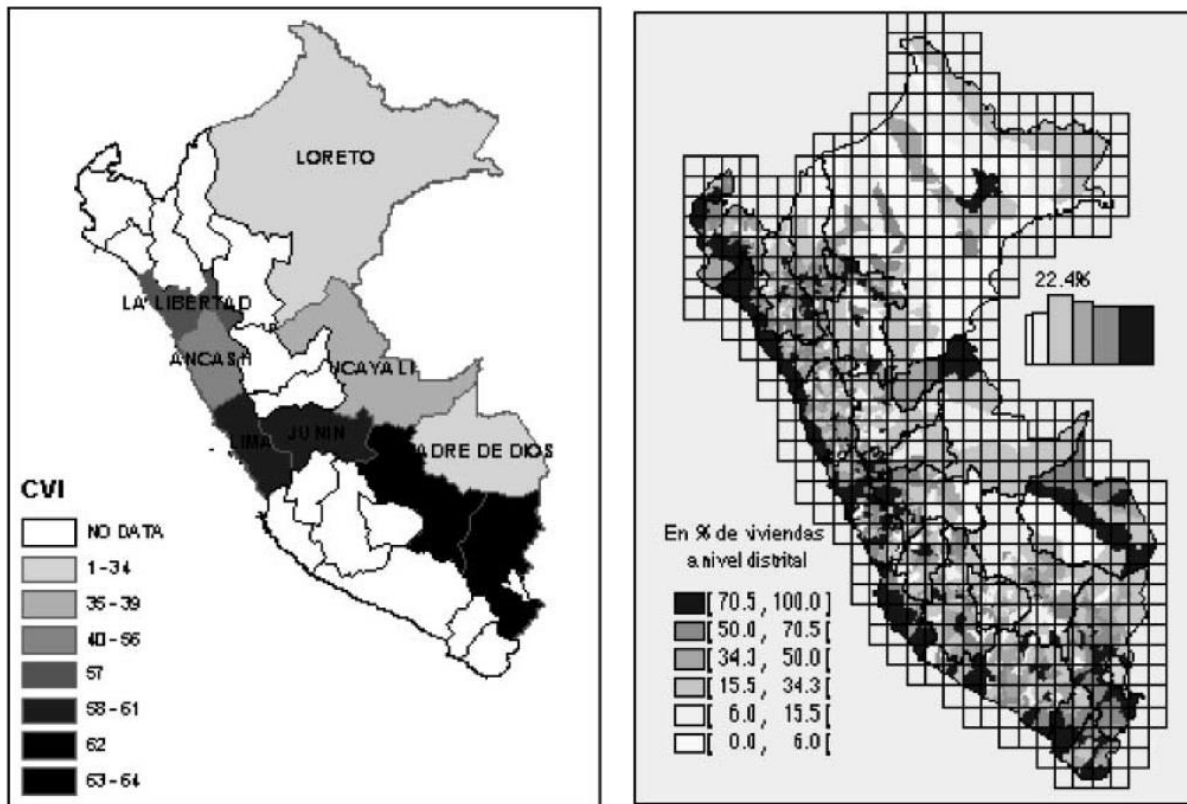 LORETO
LA' LIBERTAD
ANCASH
UCAYALI
LIMA
JUNIN
ADRE DE DIOS
CVI
NO DATA
1 - 34
35 - 39
40 - 56
57
58 - 61
62
63 - 64
22.4%
En % de viviendas
a nivel distrital
[ 70.5 , 100.0 ]
[ 50.0 , 70.5 [
[ 34.3 , 50.0 [
[ 15.5 , 34.3 [
[ 6.0 , 15.5 [
[ 0.0 , 6.0 [